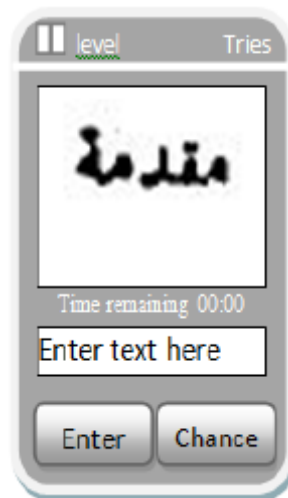 level Tries
مقدمة
Time remaining 00:00
Enter text here
Enter Chance